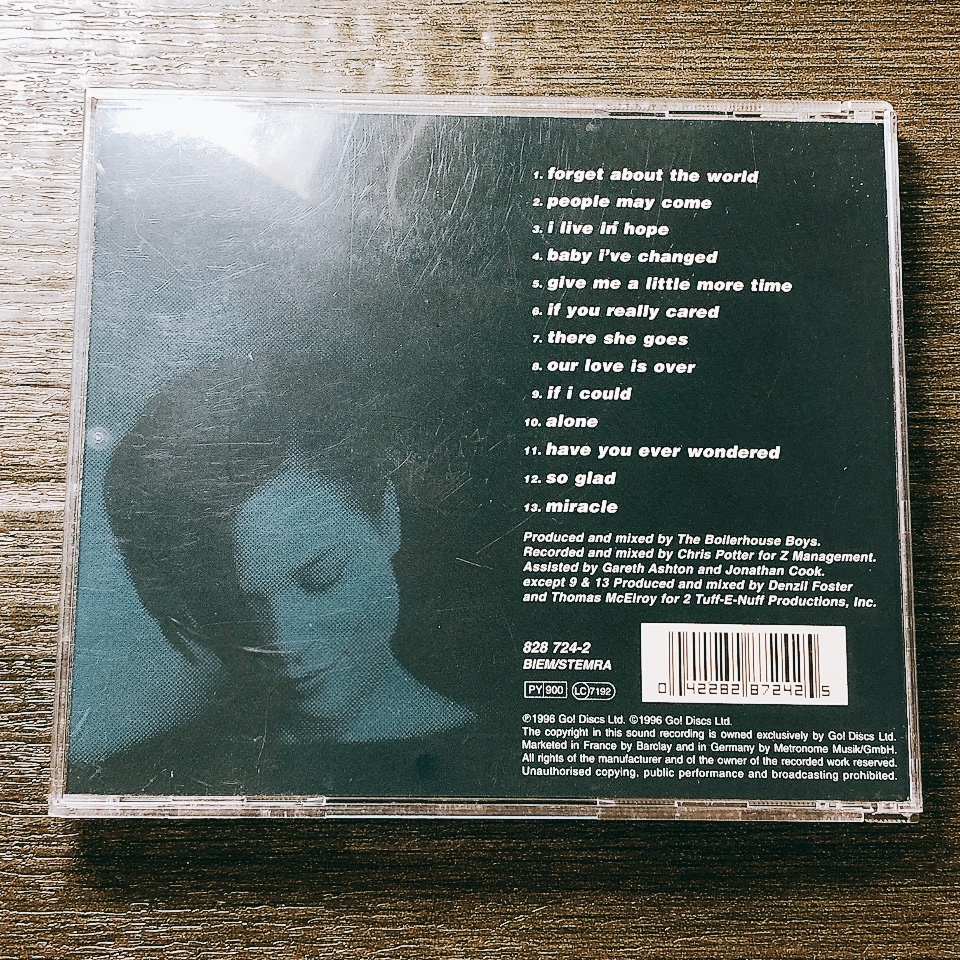 1. forget about the world
2. people may come
3. i live in hope
4. baby i've changed
5. give me a little more time
6. if you really cared
7. there she goes
8. our love is over
9. if i could
10. alone
11. have you ever wondered
12. so glad
13. miracle
Produced and mixed by The Boilerhouse Boys.
Recorded and mixed by Chris Potter for Z Management.
Assisted by Gareth Ashton and Jonathan Cook.
except 9 & 13 Produced and mixed by Denzil Foster
and Thomas McElroy for 2 Tuff-E-Nuff Productions, Inc.
828 724-2
BIEM/STEMRA
PY 900 LC 7192
0 42282 87242 5
℗1996 Go! Discs Ltd. ©1996 Go! Discs Ltd.
The copyright in this sound recording is owned exclusively by Go! Discs Ltd.
Marketed in France by Barclay and in Germany by Metronome Musik/GmbH.
All rights of the manufacturer and of the owner of the recorded work reserved.
Unauthorised copying, public performance and broadcasting prohibited.